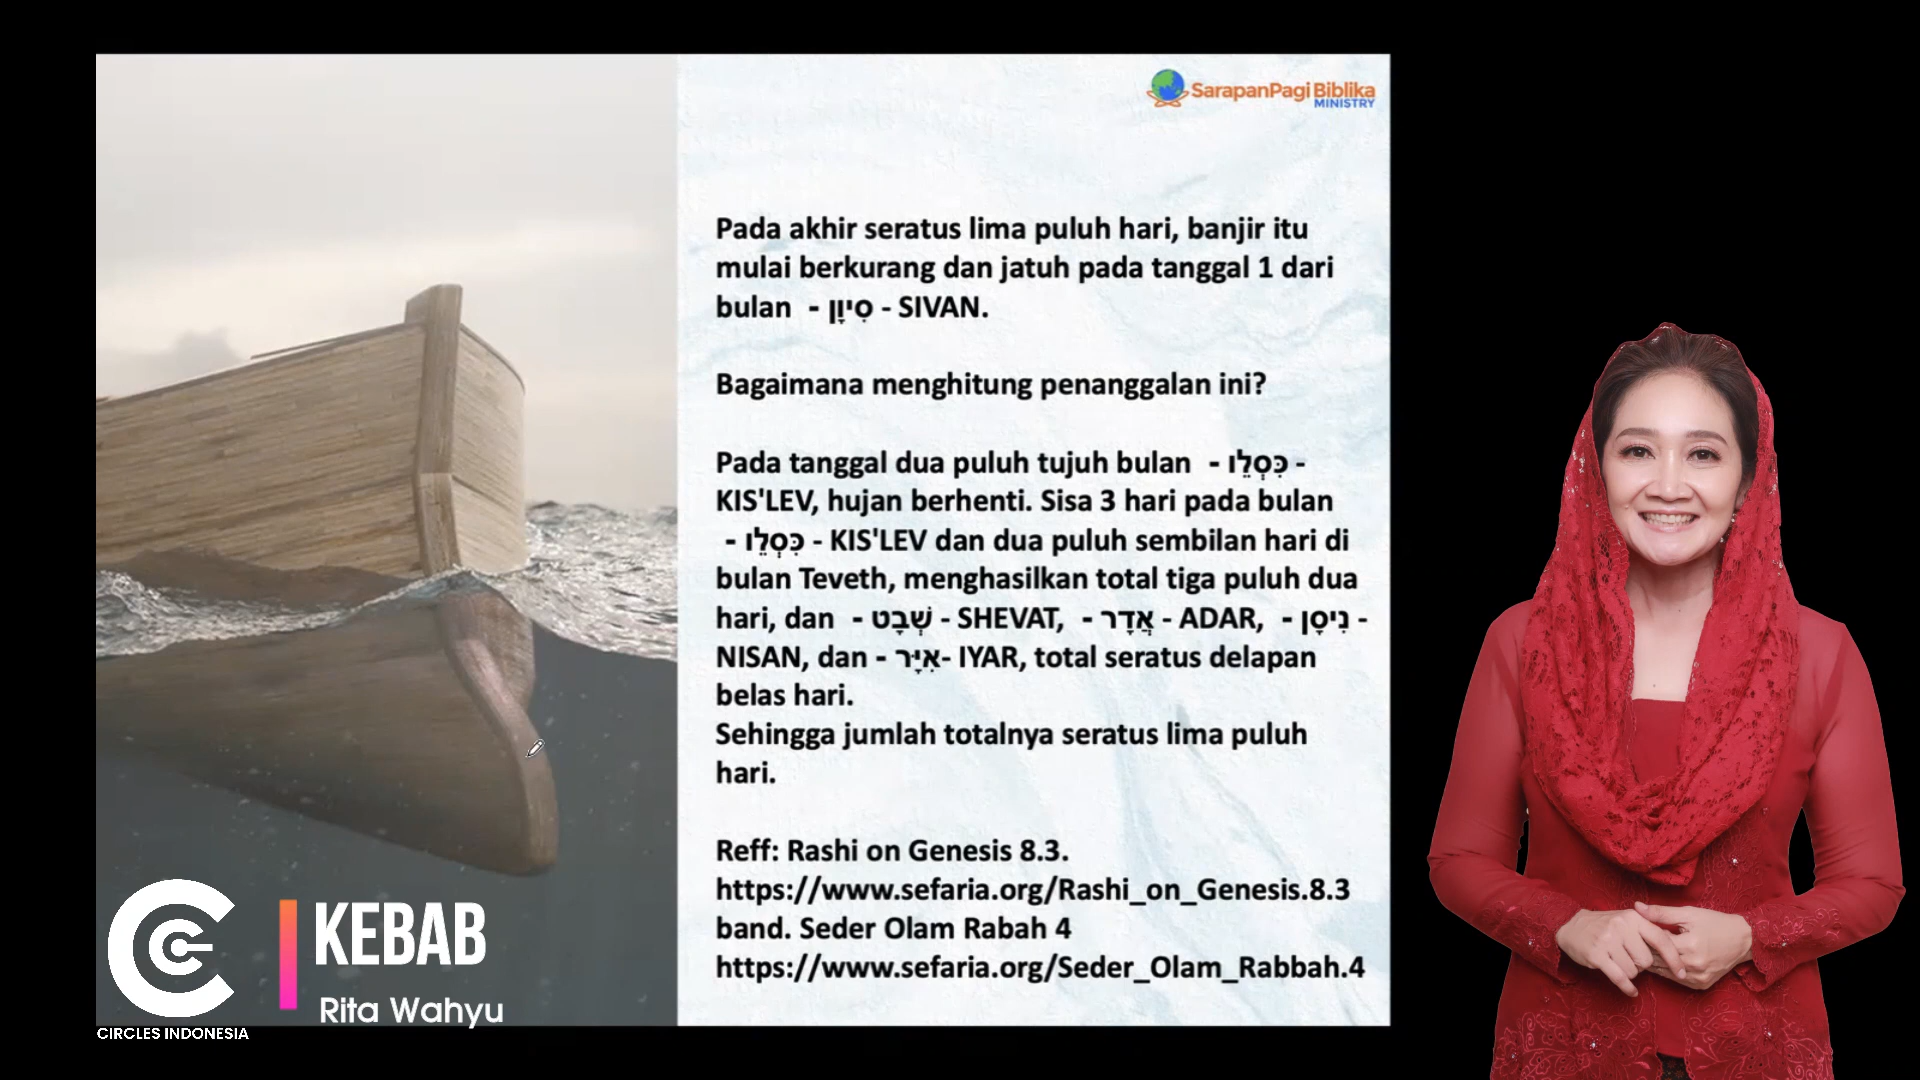 SarapanPagi Biblika
MINISTRY
Pada akhir seratus lima puluh hari, banjir itu
mulai berkurang dan jatuh pada tanggal 1 dari
bulan - סִיוָן - SIVAN.
Bagaimana menghitung penanggalan ini?
Pada tanggal dua puluh tujuh bulan - כִּסְלֵו -
KIS'LEV, hujan berhenti. Sisa 3 hari pada bulan
- כִּסְלֵו - KIS'LEV dan dua puluh sembilan hari di
bulan Teveth, menghasilkan total tiga puluh dua
hari, dan - שְׁבָט - SHEVAT, - אֲדָר - ADAR, - נִיסָן -
NISAN, dan - אִיָּר- IYAR, total seratus delapan
belas hari.
Sehingga jumlah totalnya seratus lima puluh
hari.
Reff: Rashi on Genesis 8.3.
https://www.sefaria.org/Rashi_on_Genesis.8.3
band. Seder Olam Rabah 4
https://www.sefaria.org/Seder_Olam_Rabbah.4
KEBAB
Rita Wahyu
CIRCLES INDONESIA